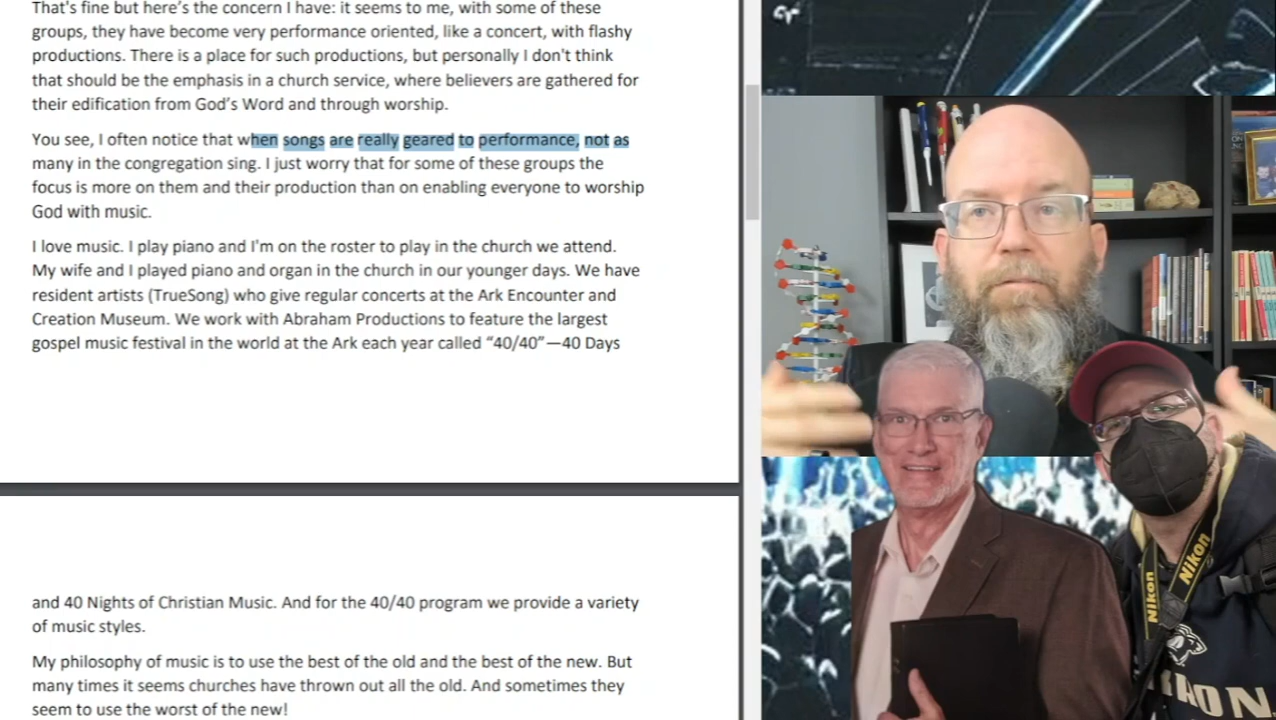 That's fine but here's the concern I have: it seems to me, with some of these
groups, they have become very performance oriented, like a concert, with flashy
productions. There is a place for such productions, but personally I don't think
that should be the emphasis in a church service, where believers are gathered for
their edification from God's Word and through worship.
You see, I often notice that when songs are really geared to performance, not as
many in the congregation sing. I just worry that for some of these groups the
focus is more on them and their production than on enabling everyone to worship
God with music.
I love music. I play piano and I'm on the roster to play in the church we attend.
My wife and I played piano and organ in the church in our younger days. We have
resident artists (TrueSong) who give regular concerts at the Ark Encounter and
Creation Museum. We work with Abraham Productions to feature the largest
gospel music festival in the world at the Ark each year called “40/40”—40 Days
and 40 Nights of Christian Music. And for the 40/40 program we provide a variety
of music styles.
My philosophy of music is to use the best of the old and the best of the new. But
many times it seems churches have thrown out all the old. And sometimes they
seem to use the worst of the new!
Nikon
Nikon